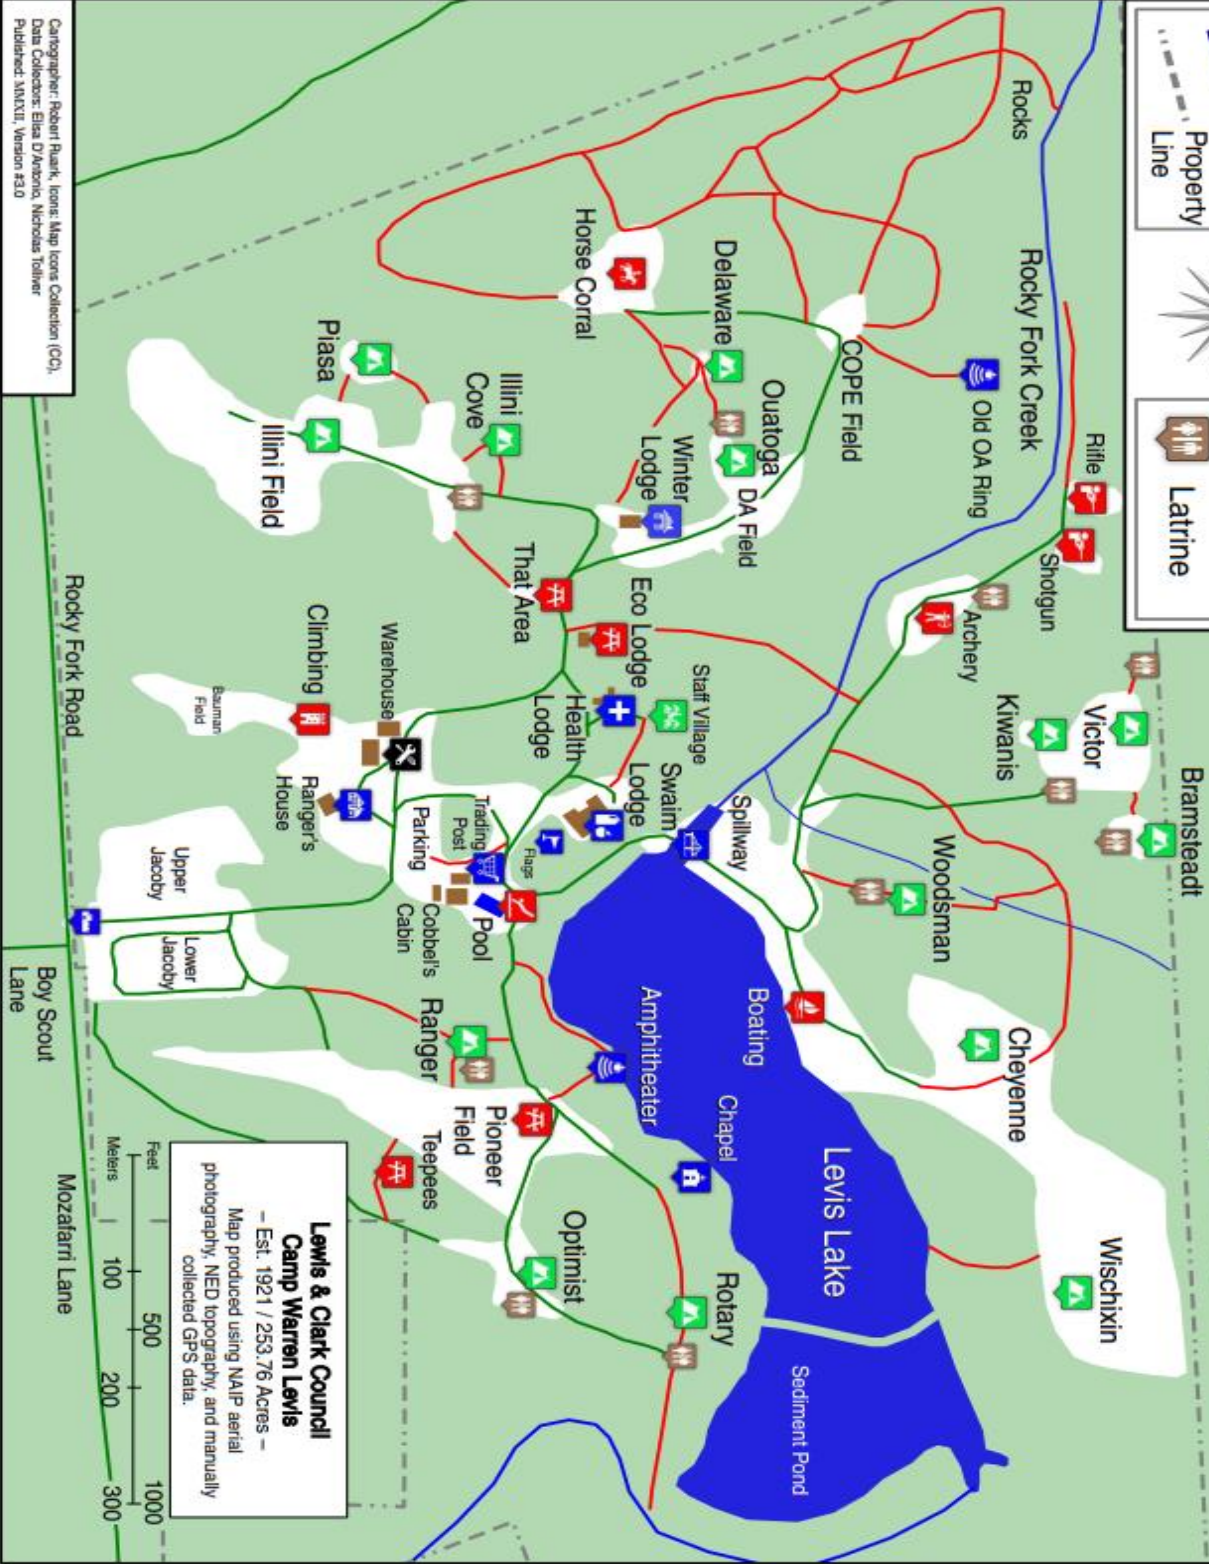 Property
Line
Latrine
Rocks
Rocky Fork Creek
Rifle
Shotgun
Old OA Ring
Archery
COPE Field
Horse Corral
Delaware
Ouatoga
DA Field
Winter
Lodge
Piasa
Illini
Cove
Illini Field
That Area
Eco Lodge
Staff Village
Health
Lodge
Swaim
Lodge
Spillway
Kiwanis
Victor
Bramsteadt
Woodsman
Climbing
Warehouse
Bauman
Field
Ranger's
House
Parking
Trading
Post
Flags
Pool
Cobbel's
Cabin
Upper
Jacoby
Lower
Jacoby
Rocky Fork Road
Boy Scout
Lane
Mozafarri Lane
Boating
Amphitheater
Chapel
Levis Lake
Cheyenne
Wischixin
Ranger
Pioneer
Field
Teepees
Optimist
Rotary
Sediment Pond
Lewis & Clark Council
Camp Warren Levis
– Est. 1921 / 253.76 Acres –
Map produced using NAIP aerial
photography, NED topography, and manually
collected GPS data.
Feet 500 1000
Meters 100 200 300
Cartographer: Robert Ruark, Icons: Map Icons Collection (CC),
Data Collectors: Elisa D'Antonio, Nicholas Tolliver
Published: MMXII, Version #3.0